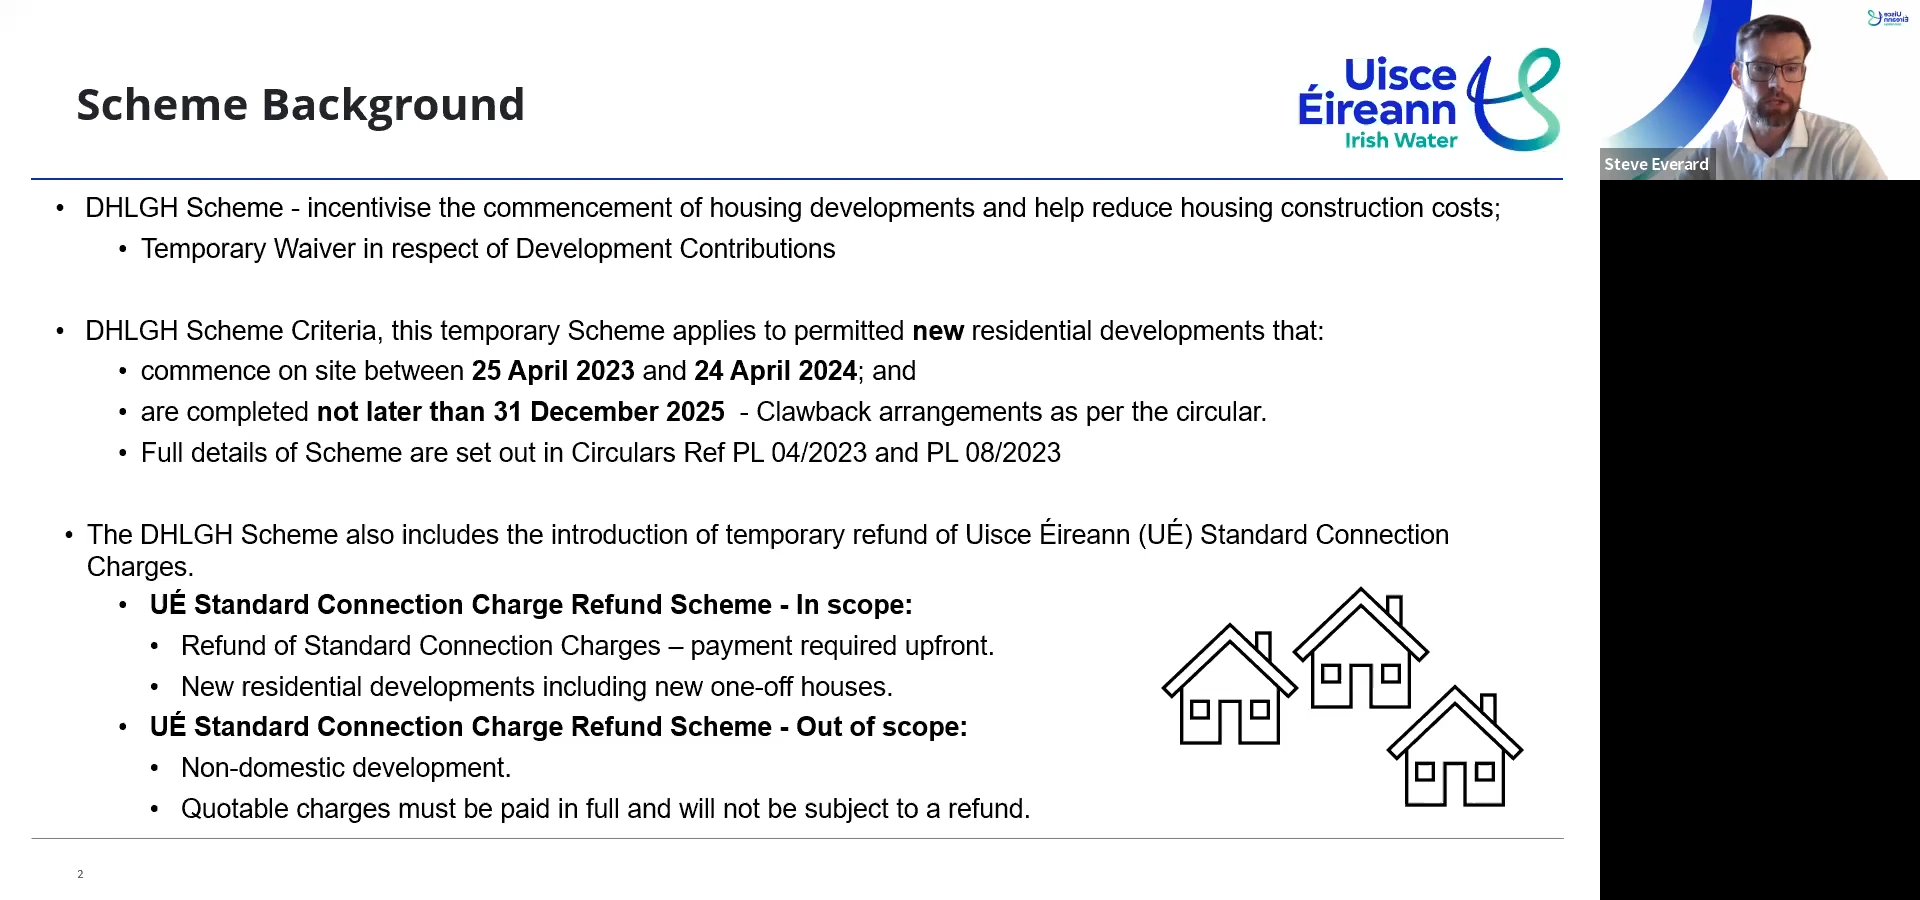 Scheme Background
Uisce
Éireann
Irish Water
Uisce
Éireann
Steve Everard
• DHLGH Scheme - incentivise the commencement of housing developments and help reduce housing construction costs;
• Temporary Waiver in respect of Development Contributions
• DHLGH Scheme Criteria, this temporary Scheme applies to permitted new residential developments that:
• commence on site between 25 April 2023 and 24 April 2024; and
• are completed not later than 31 December 2025 - Clawback arrangements as per the circular.
• Full details of Scheme are set out in Circulars Ref PL 04/2023 and PL 08/2023
• The DHLGH Scheme also includes the introduction of temporary refund of Uisce Éireann (UÉ) Standard Connection
Charges.
• UÉ Standard Connection Charge Refund Scheme - In scope:
• Refund of Standard Connection Charges – payment required upfront.
• New residential developments including new one-off houses.
• UÉ Standard Connection Charge Refund Scheme - Out of scope:
• Non-domestic development.
• Quotable charges must be paid in full and will not be subject to a refund.
2